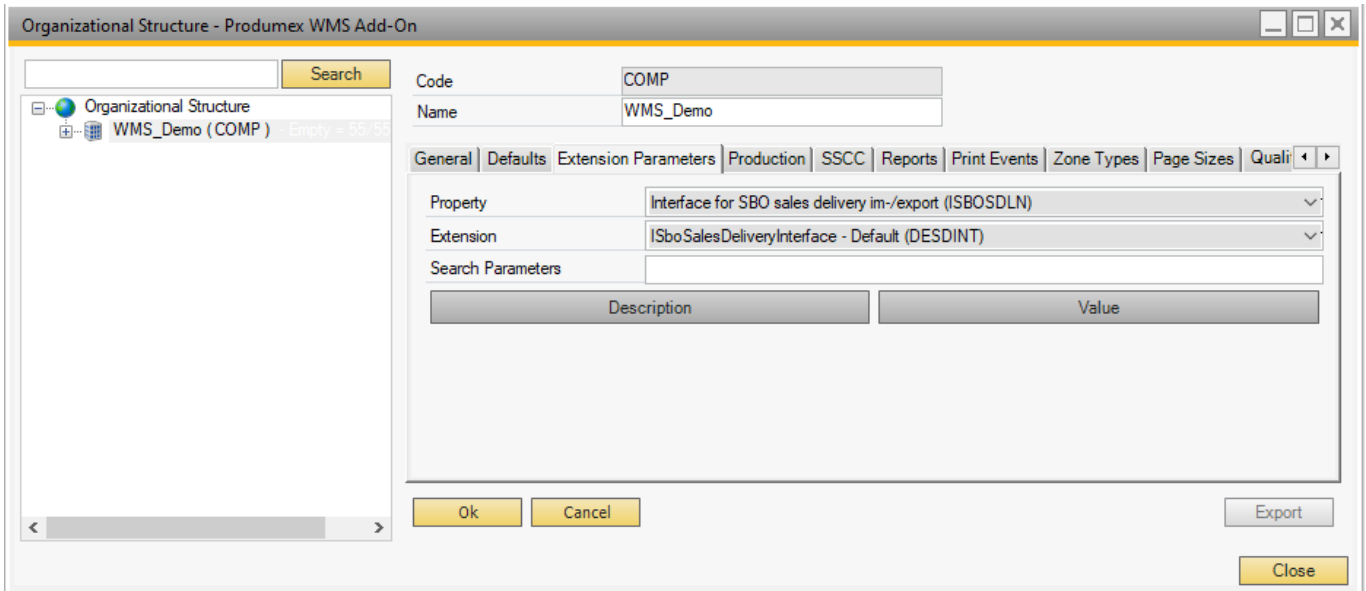 Organizational Structure - Produmex WMS Add-On
Search
Organizational Structure
WMS_Demo ( COMP ) - Empty = 55/55
Code COMP
Name WMS_Demo
General Defaults Extension Parameters Production SSCC Reports Print Events Zone Types Page Sizes Quali
Property Interface for SBO sales delivery im-/export (ISBOSDLN)
Extension ISboSalesDeliveryInterface - Default (DESDINT)
Search Parameters
Description Value
Ok Cancel Export
Close